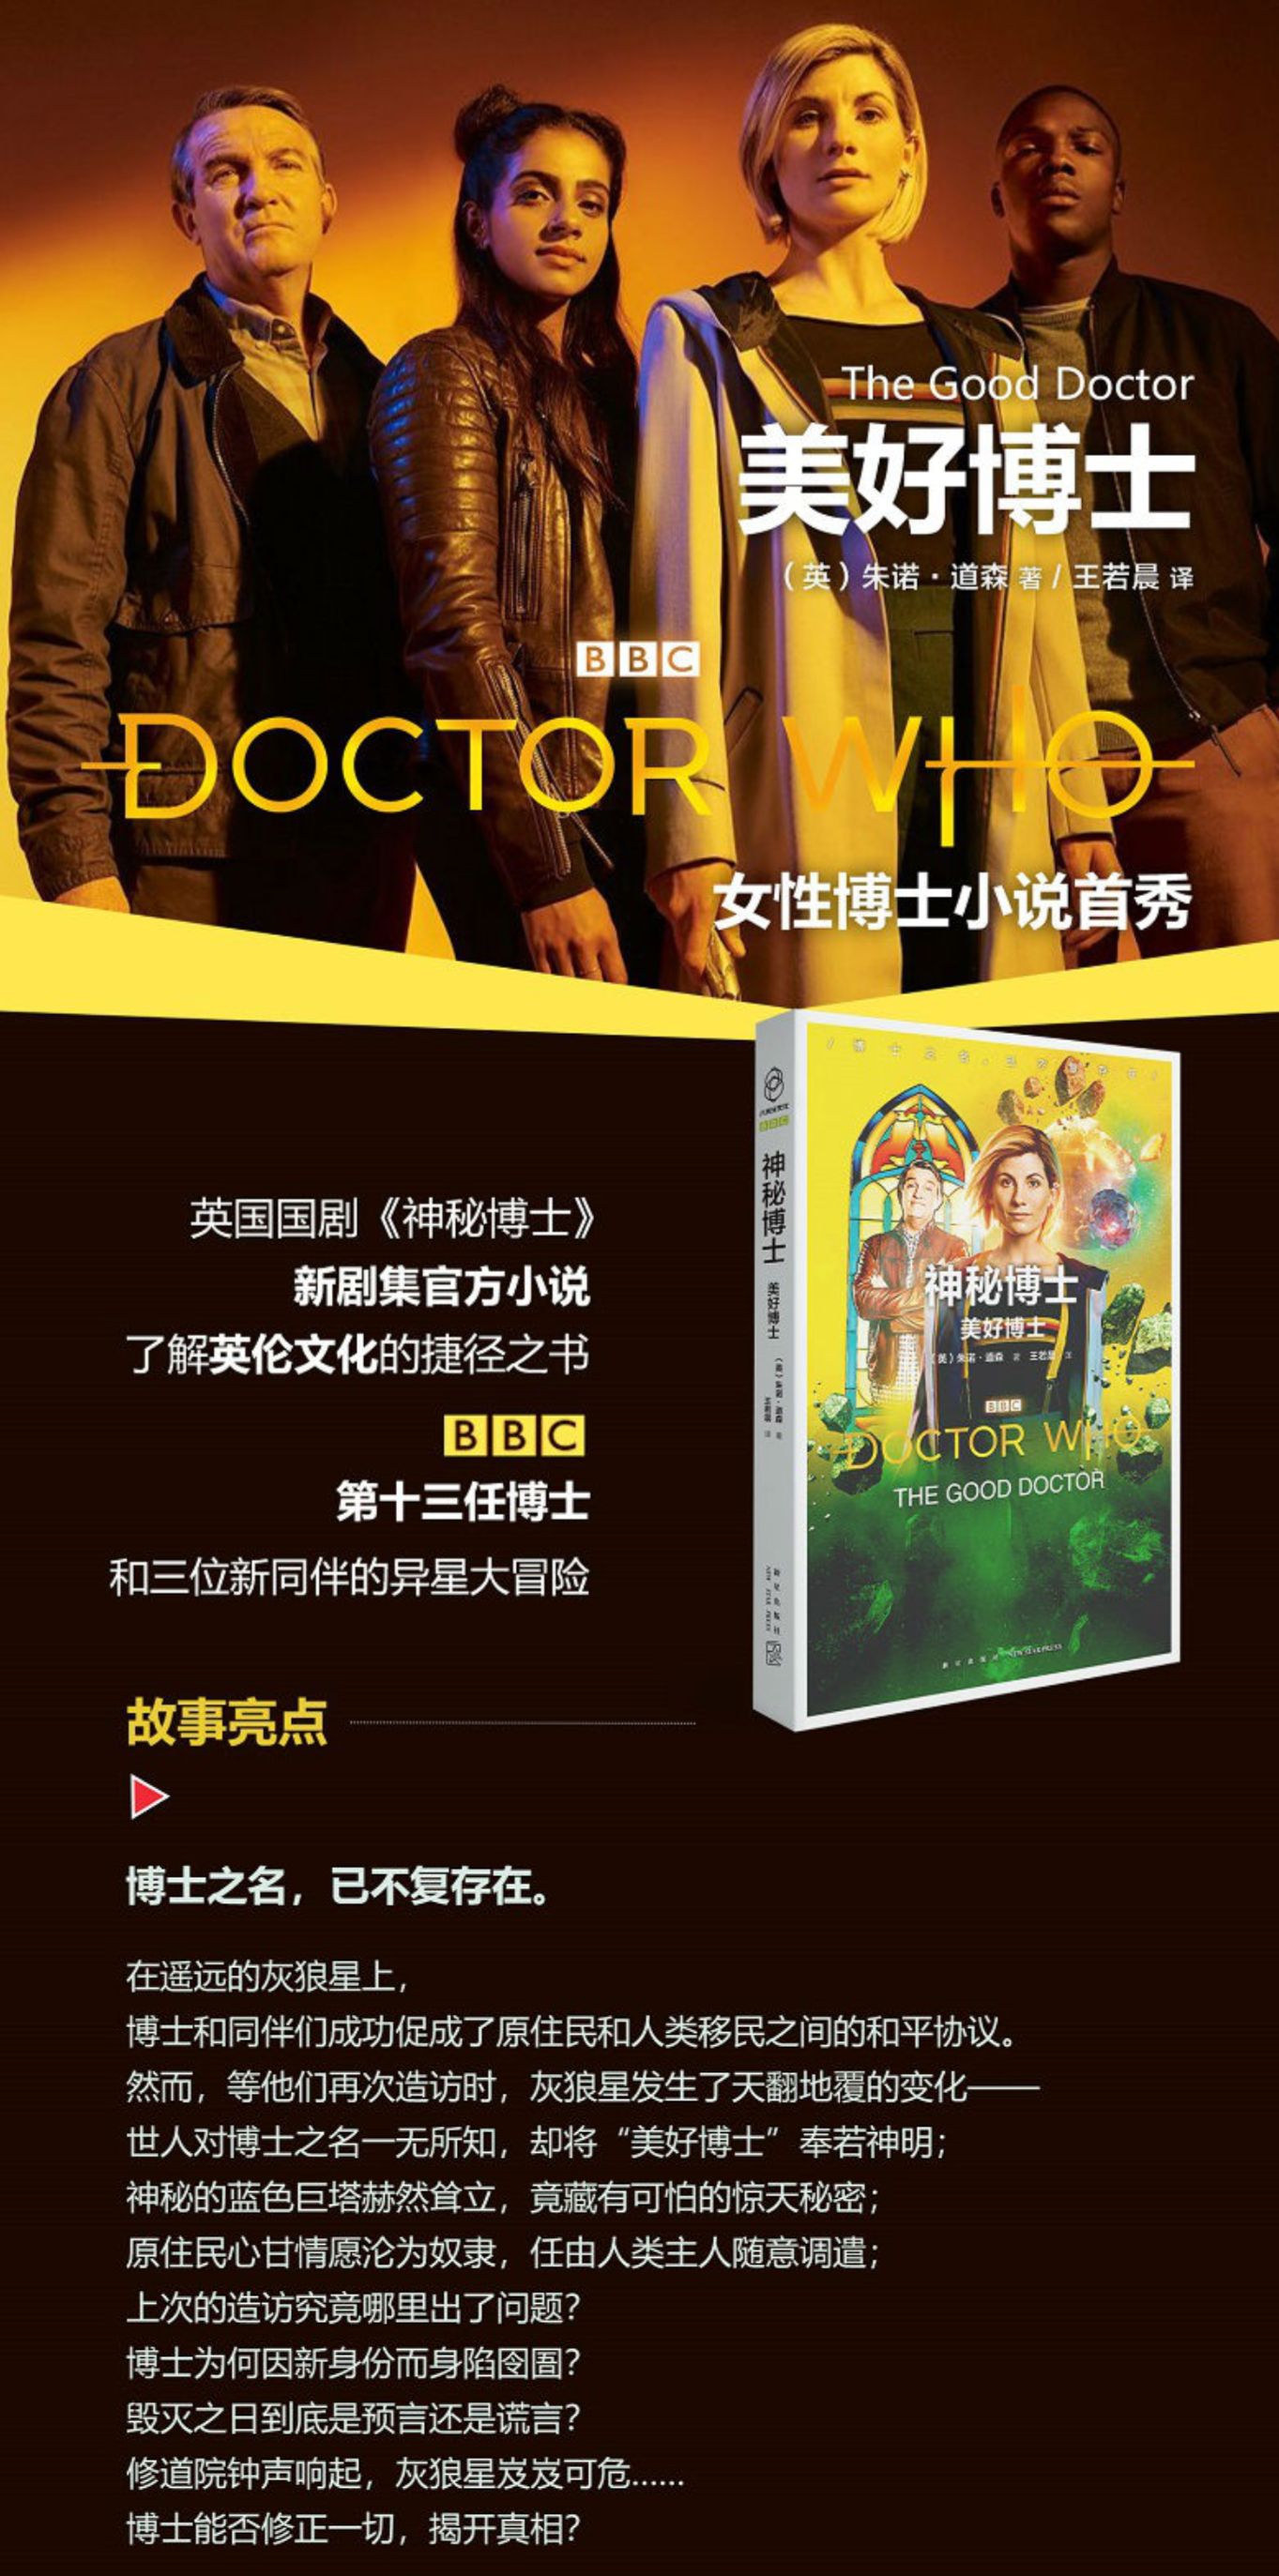 The Good Doctor
美好博士
（英）朱诺·道森 著 / 王若晨 译
BBC
DOCTOR WHO
女性博士小说首秀
英国国剧《神秘博士》
新剧集官方小说
了解英伦文化的捷径之书
BBC
第十三任博士
和三位新同伴的异星大冒险
神秘博士
美好博士
神秘博士
美好博士
（英）朱诺·道森 著 王若晨 译
BBC
DOCTOR WHO
THE GOOD DOCTOR
故事亮点
博士之名，已不复存在。
在遥远的灰狼星上，
博士和同伴们成功促成了原住民和人类移民之间的和平协议。
然而，等他们再次造访时，灰狼星发生了天翻地覆的变化——
世人对博士之名一无所知，却将“美好博士”奉若神明；
神秘的蓝色巨塔赫然耸立，竟藏有可怕的惊天秘密；
原住民心甘情愿沦为奴隶，任由人类主人随意调遣；
上次的造访究竟哪里出了问题？
博士为何因新身份而身陷囹圄？
毁灭之日到底是预言还是谎言？
修道院钟声响起，灰狼星岌岌可危......
博士能否修正一切，揭开真相？